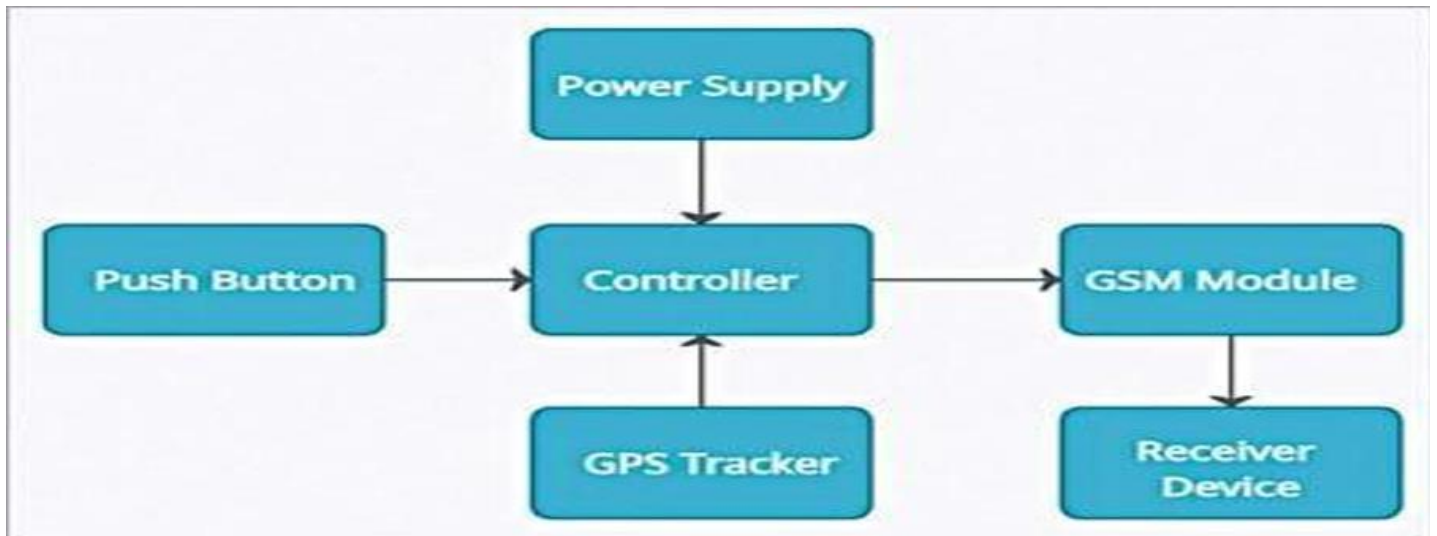 Power Supply
Push Button
Controller
GSM Module
GPS Tracker
Receiver
Device